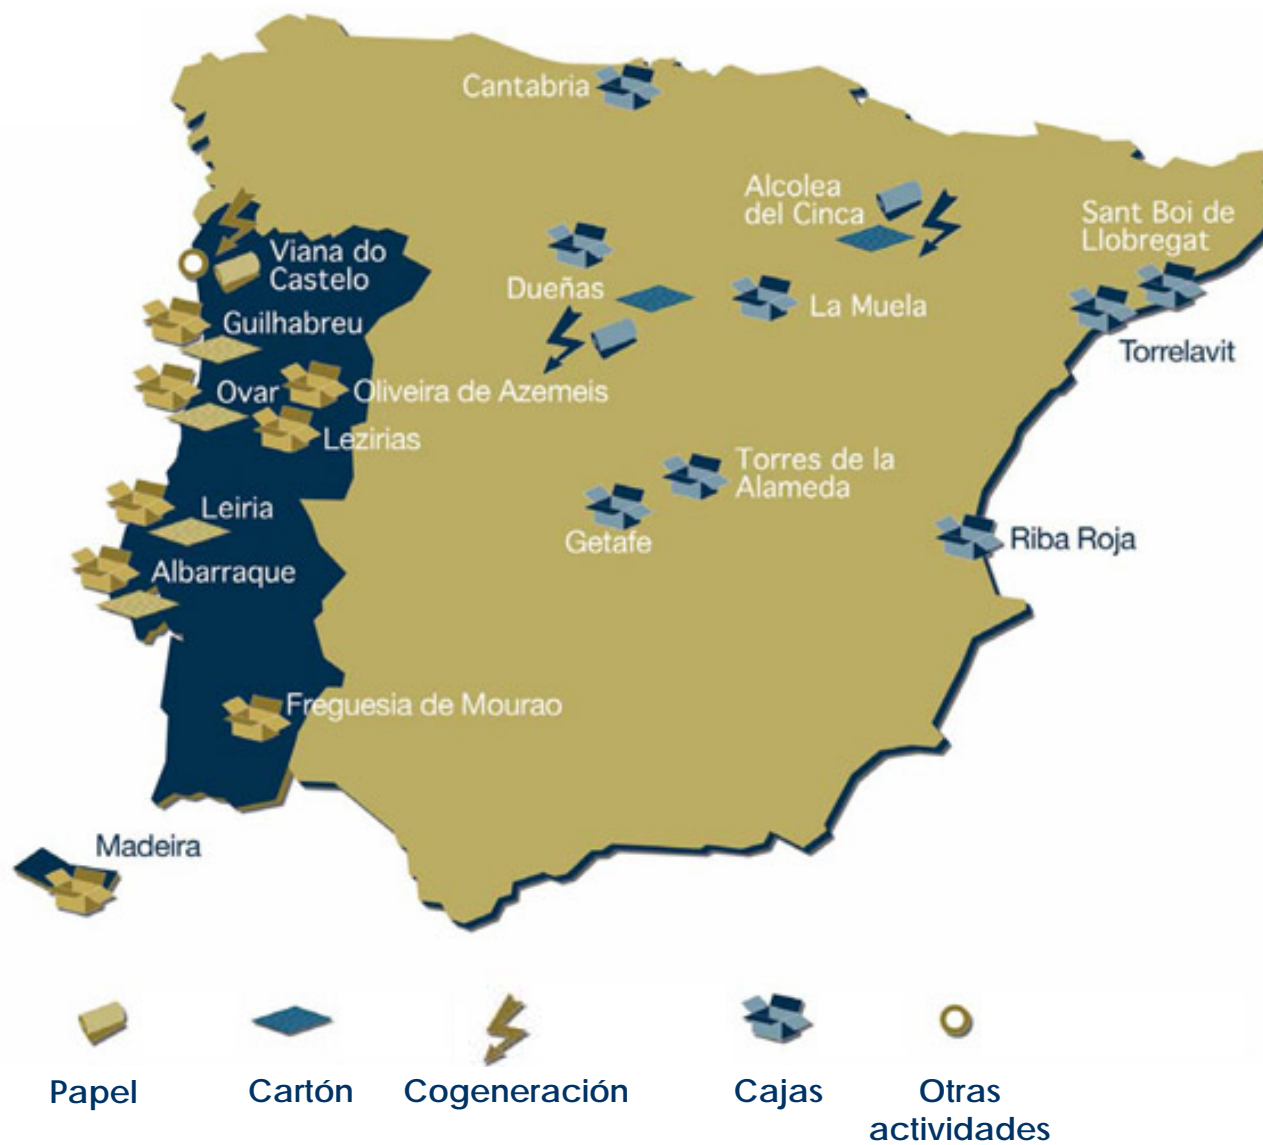 Cantabria
Alcolea
del Cinca
Sant Boi de
Llobregat
Viana do
Castelo
Dueñas
La Muela
Guilhabreu
Torrelavit
Ovar
Oliveira de Azemeis
Lezirias
Torres de la
Alameda
Leiria
Getafe
Riba Roja
Albarraque
Freguesia de Mourao
Madeira
Papel
Cartón
Cogeneración
Cajas
Otras
actividades